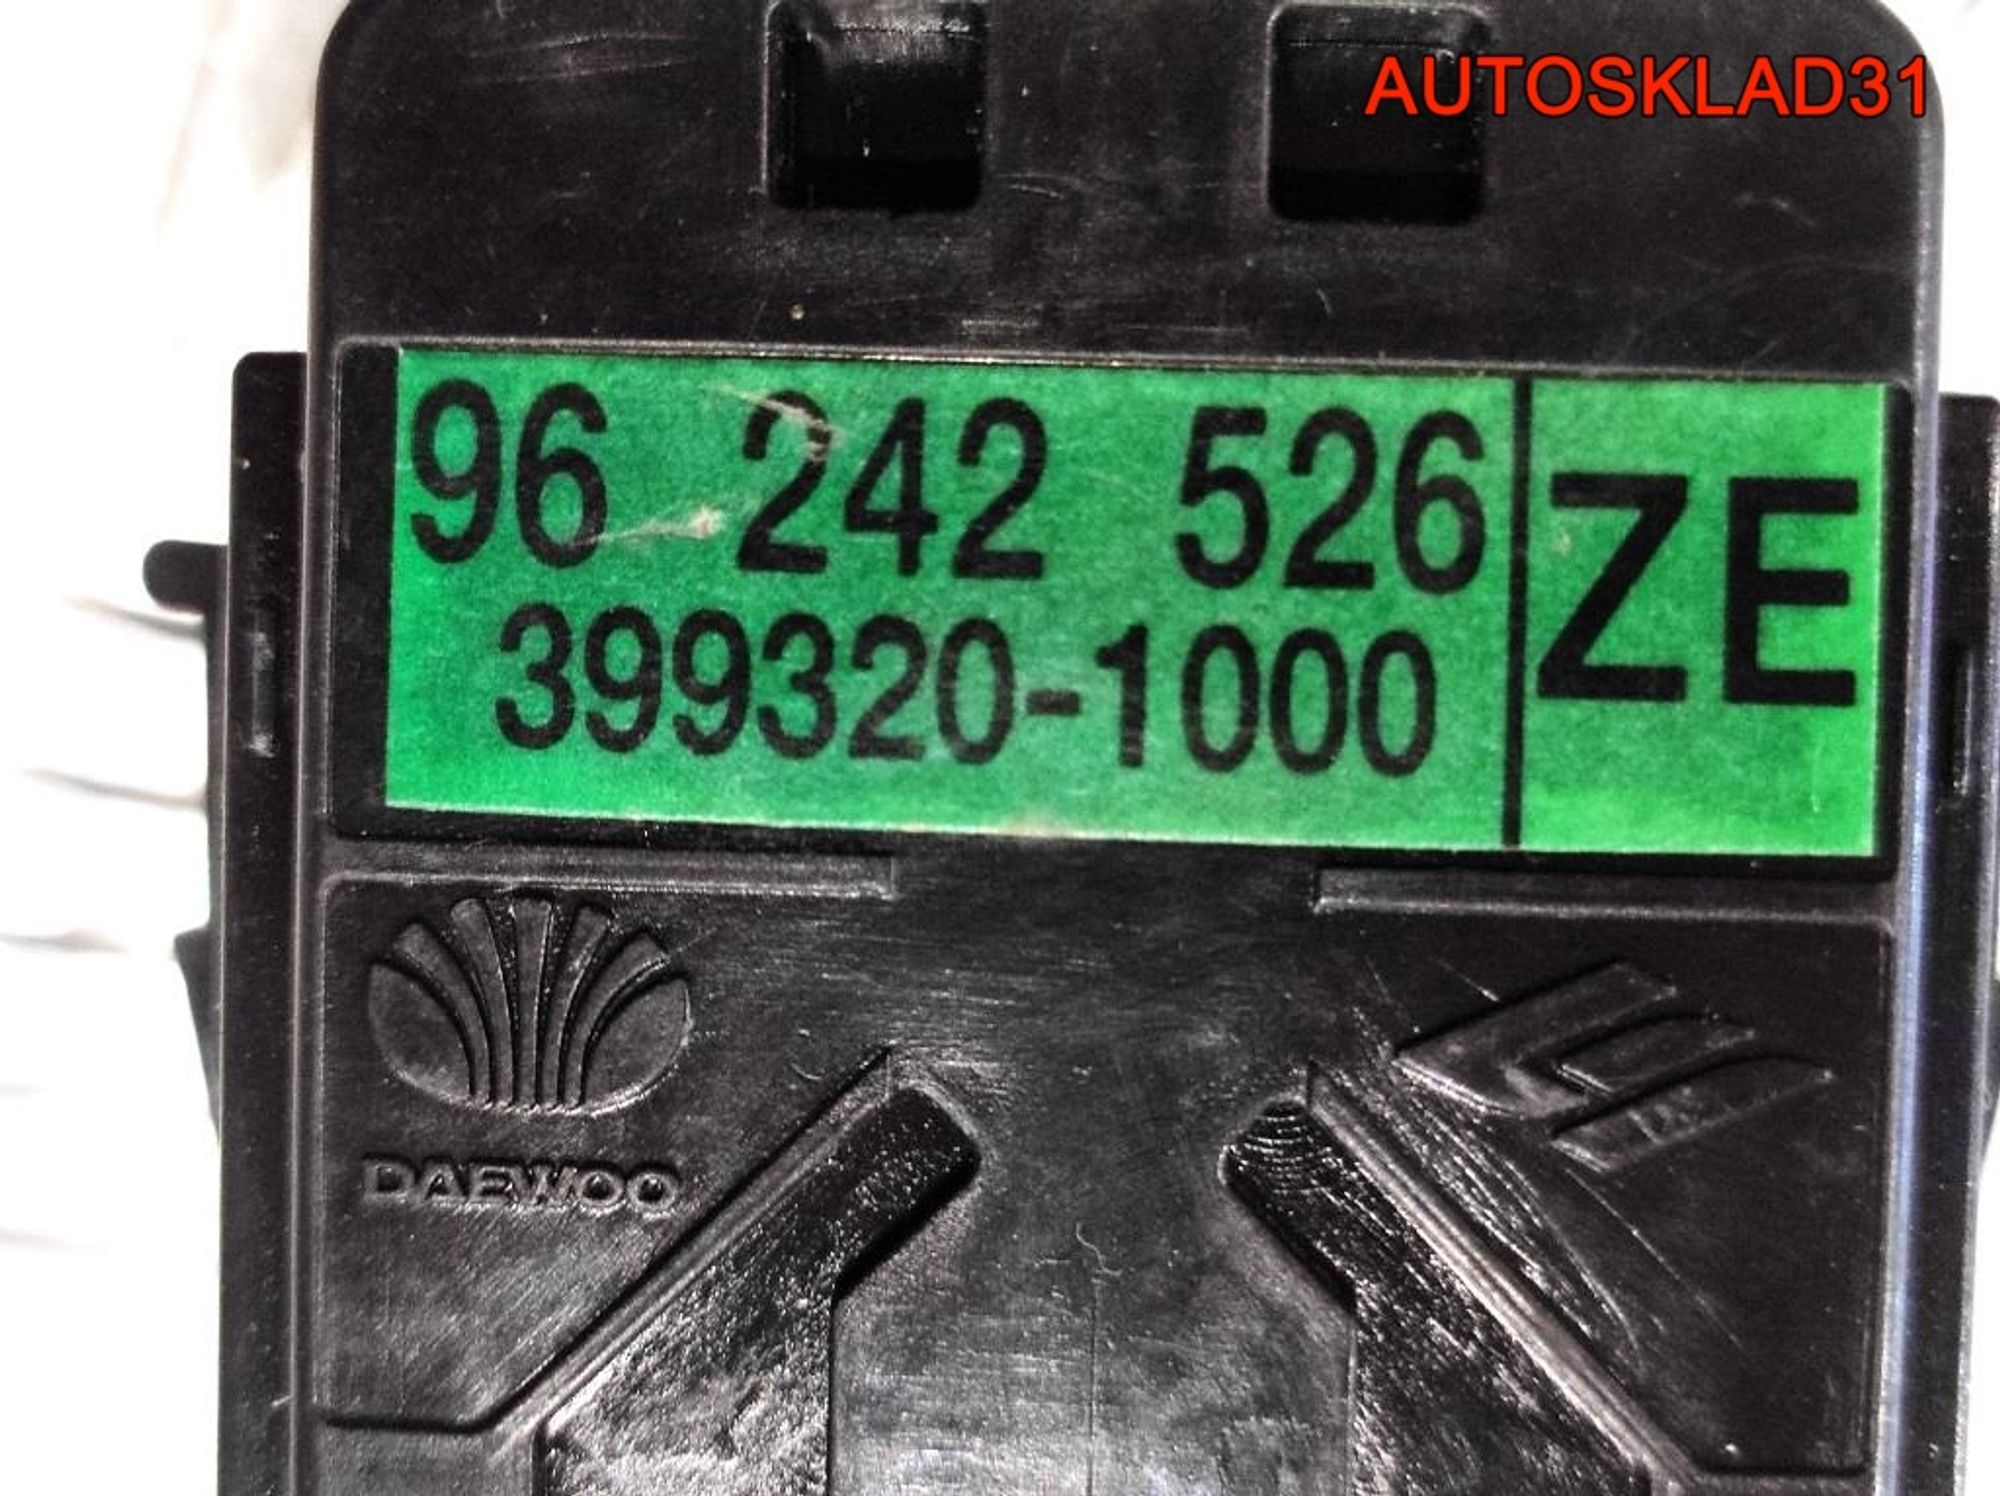 AUTOSKLAD31
96 242 526
399320-1000
ZE
DAEWOO